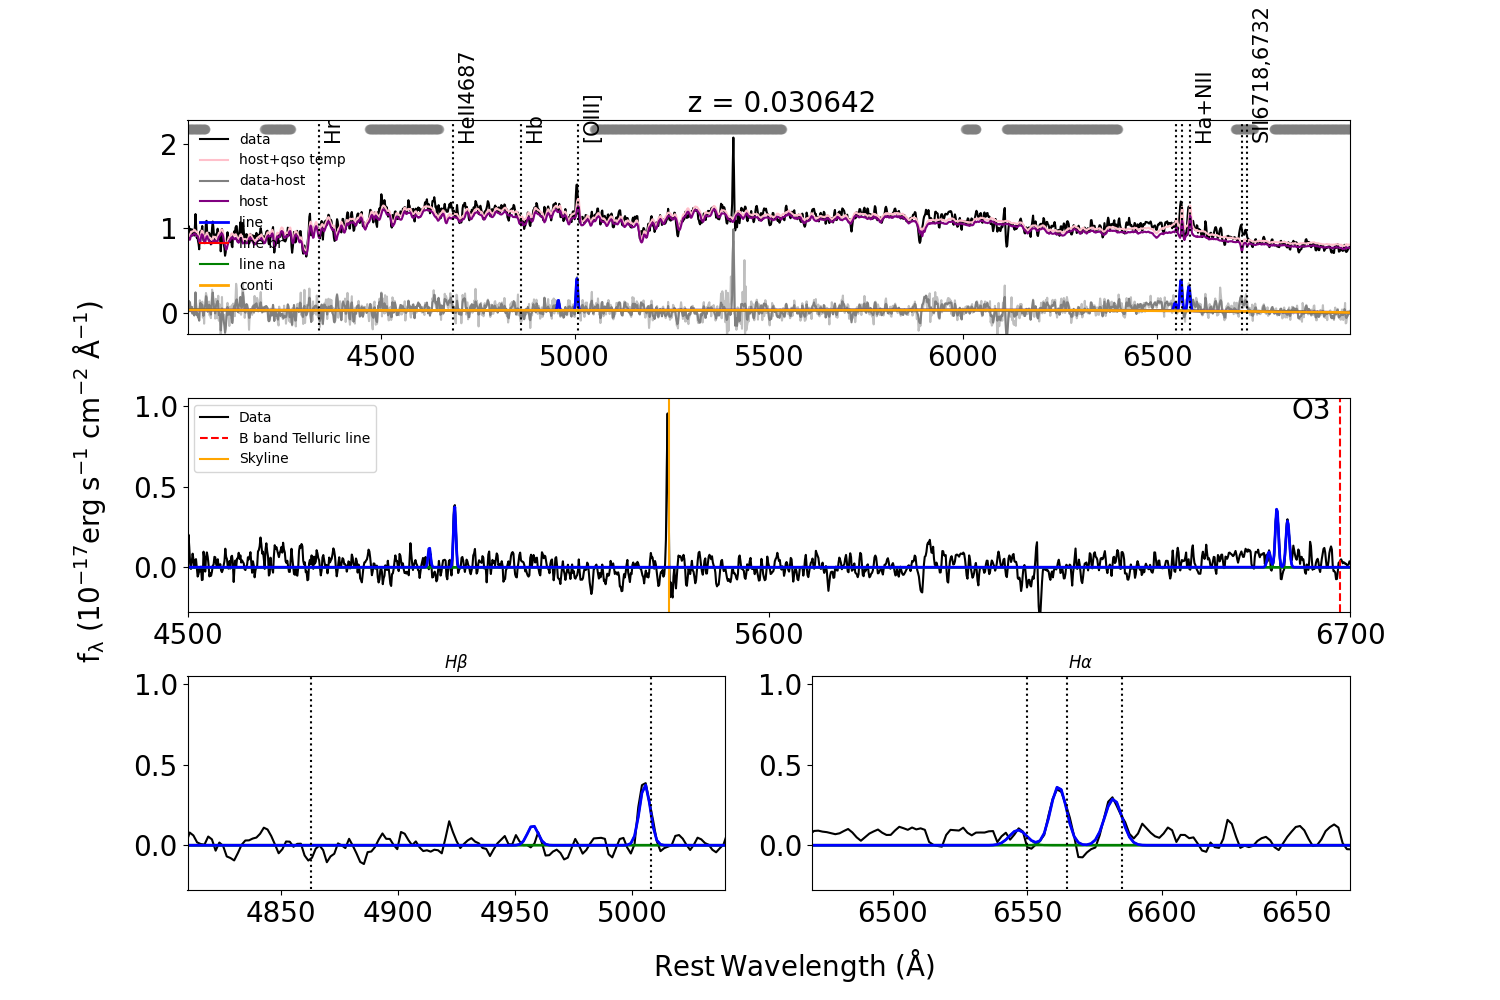 z = 0.030642
Hr
HeII4687
Hb
[OIII]
Ha+NII
SII6718,6732
data
host+qso temp
data-host
host
line
line br
line na
conti
2
1
0
4500 5000 5500 6000 6500
fλ (10⁻¹⁷erg s⁻¹ cm⁻² Å⁻¹)
Data
B band Telluric line
Skyline
O3
1.0
0.5
0.0
4500 5600 6700
Hβ
1.0
0.5
0.0
4850 4900 4950 5000
Hα
1.0
0.5
0.0
6500 6550 6600 6650
Rest Wavelength (Å)